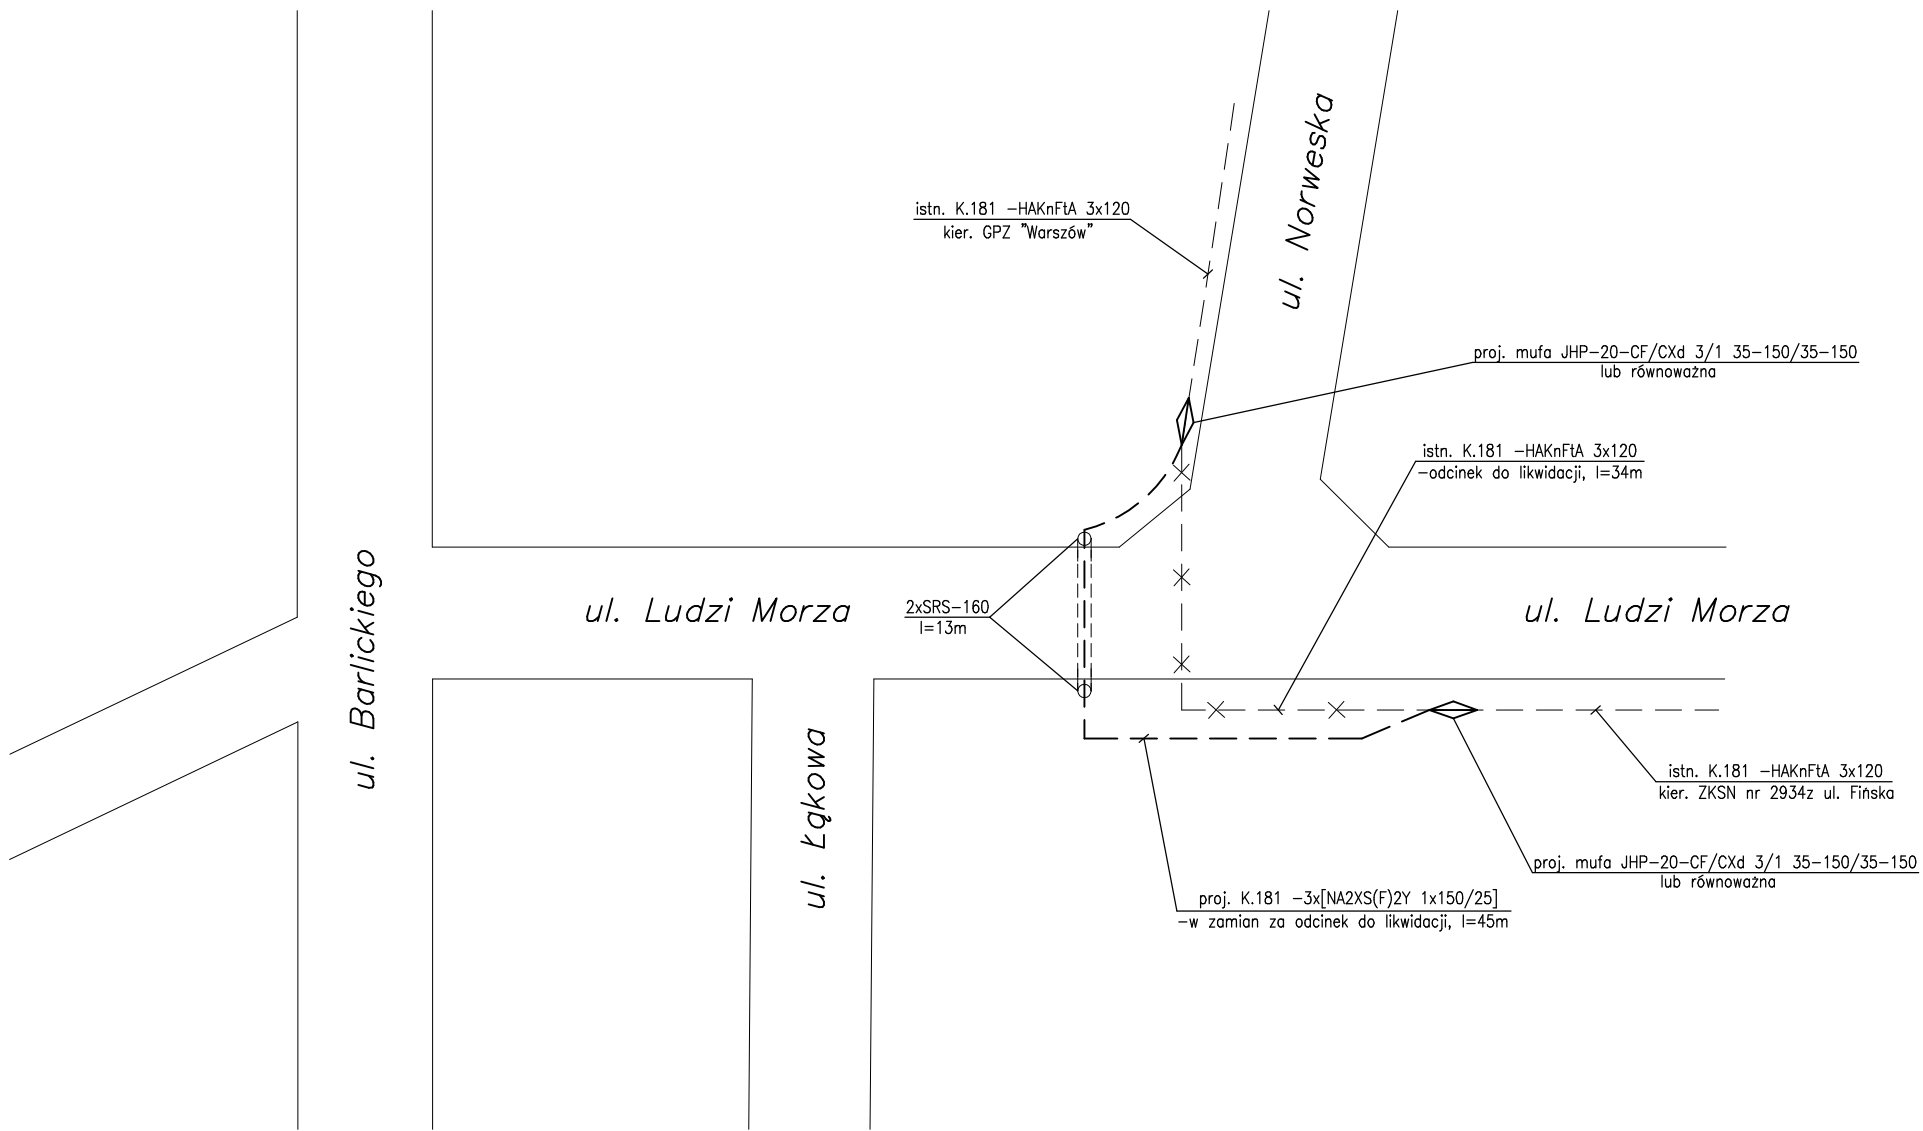 ul. Norweska
istn. K.181 -HAKnFtA 3x120
kier. GPZ "Warszów"
proj. mufa JHP-20-CF/CXd 3/1 35-150/35-150
lub równoważna
istn. K.181 -HAKnFtA 3x120
-odcinek do likwidacji, l=34m
ul. Barlickiego
ul. Ludzi Morza
2xSRS-160
l=13m
ul. Ludzi Morza
ul. Łąkowa
istn. K.181 -HAKnFtA 3x120
kier. ZKSN nr 2934z ul. Fińska
proj. mufa JHP-20-CF/CXd 3/1 35-150/35-150
lub równoważna
proj. K.181 -3x[NA2XS(F)2Y 1x150/25]
-w zamian za odcinek do likwidacji, l=45m